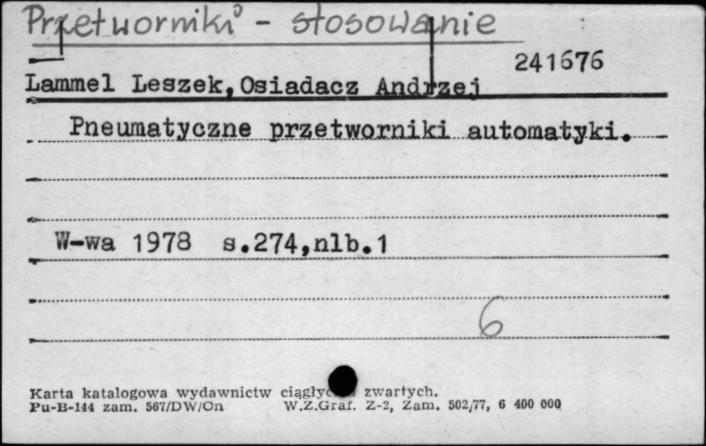 Przetworniki - stosowanie
241676
Lammel Leszek,Osiadacz Andrzej
Pneumatyczne przetworniki automatyki.
W-wa 1978 s.274,nlb.1
6
Karta katalogowa wydawnictw zwartych.
Pu-B-144 zam. 567/DW/On W.Z.Graf. Z-2, Zam. 502/77, 6 400 000